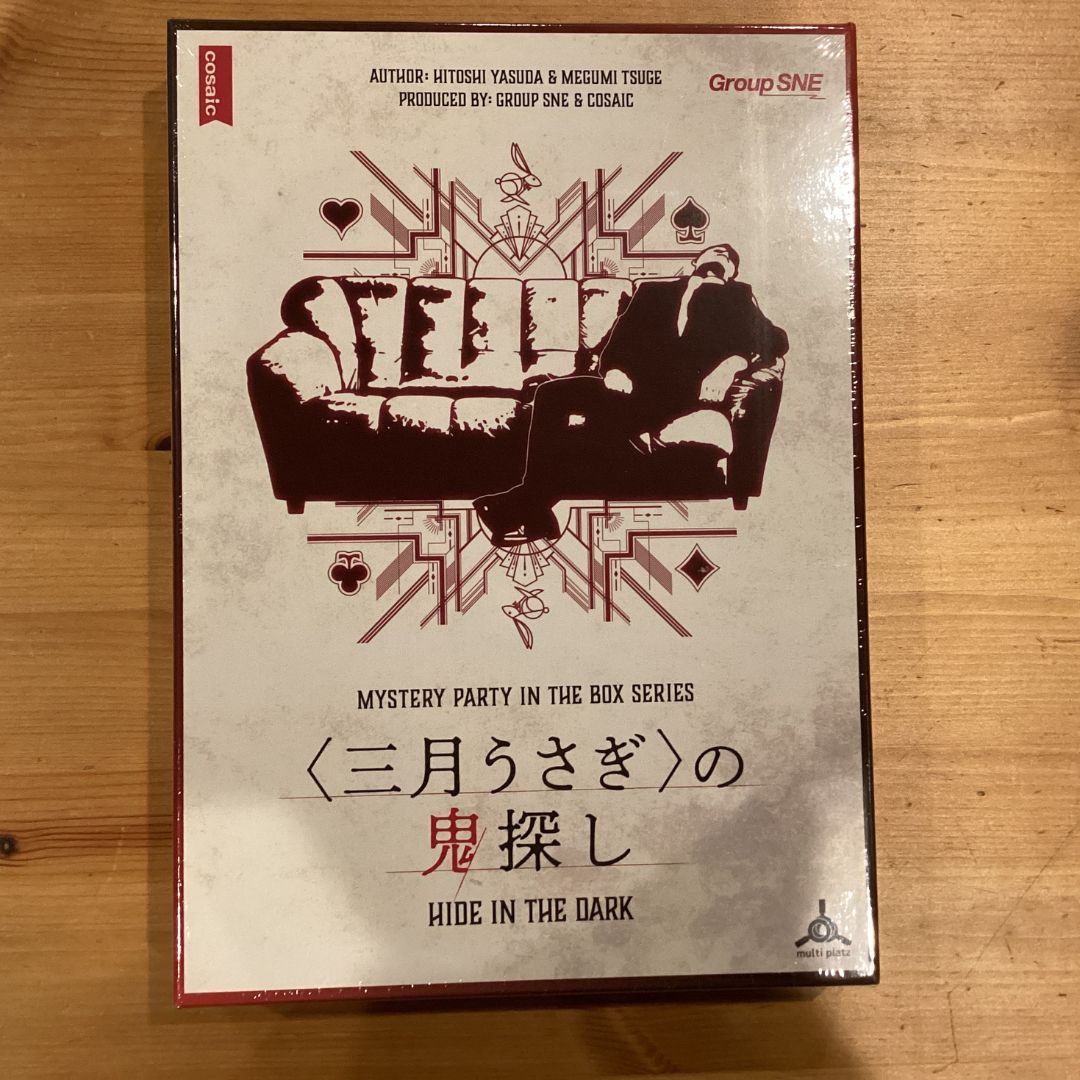 cosaic
AUTHOR: HITOSHI YASUDA & MEGUMI TSUGE
PRODUCED BY: GROUP SNE & COSAIC
Group SNE
MYSTERY PARTY IN THE BOX SERIES
〈三月うさぎ〉の
鬼探し
HIDE IN THE DARK
multi platz